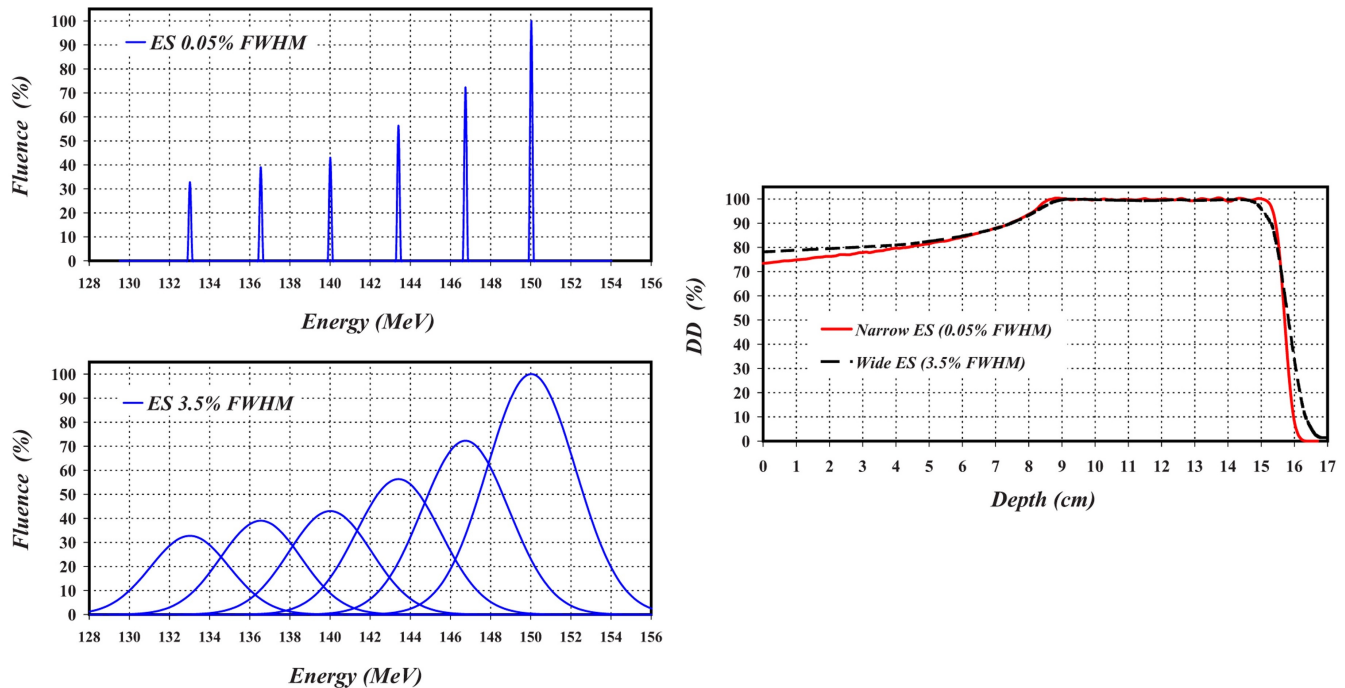 ES 0.05% FWHM
Fluence (%)
100
90
80
70
60
50
40
30
20
10
0
128 130 132 134 136 138 140 142 144 146 148 150 152 154 156
Energy (MeV)
ES 3.5% FWHM
Fluence (%)
100
90
80
70
60
50
40
30
20
10
0
128 130 132 134 136 138 140 142 144 146 148 150 152 154 156
Energy (MeV)
DD (%)
100
90
80
70
60
50
40
30
20
10
0
Narrow ES (0.05% FWHM)
Wide ES (3.5% FWHM)
0 1 2 3 4 5 6 7 8 9 10 11 12 13 14 15 16 17
Depth (cm)